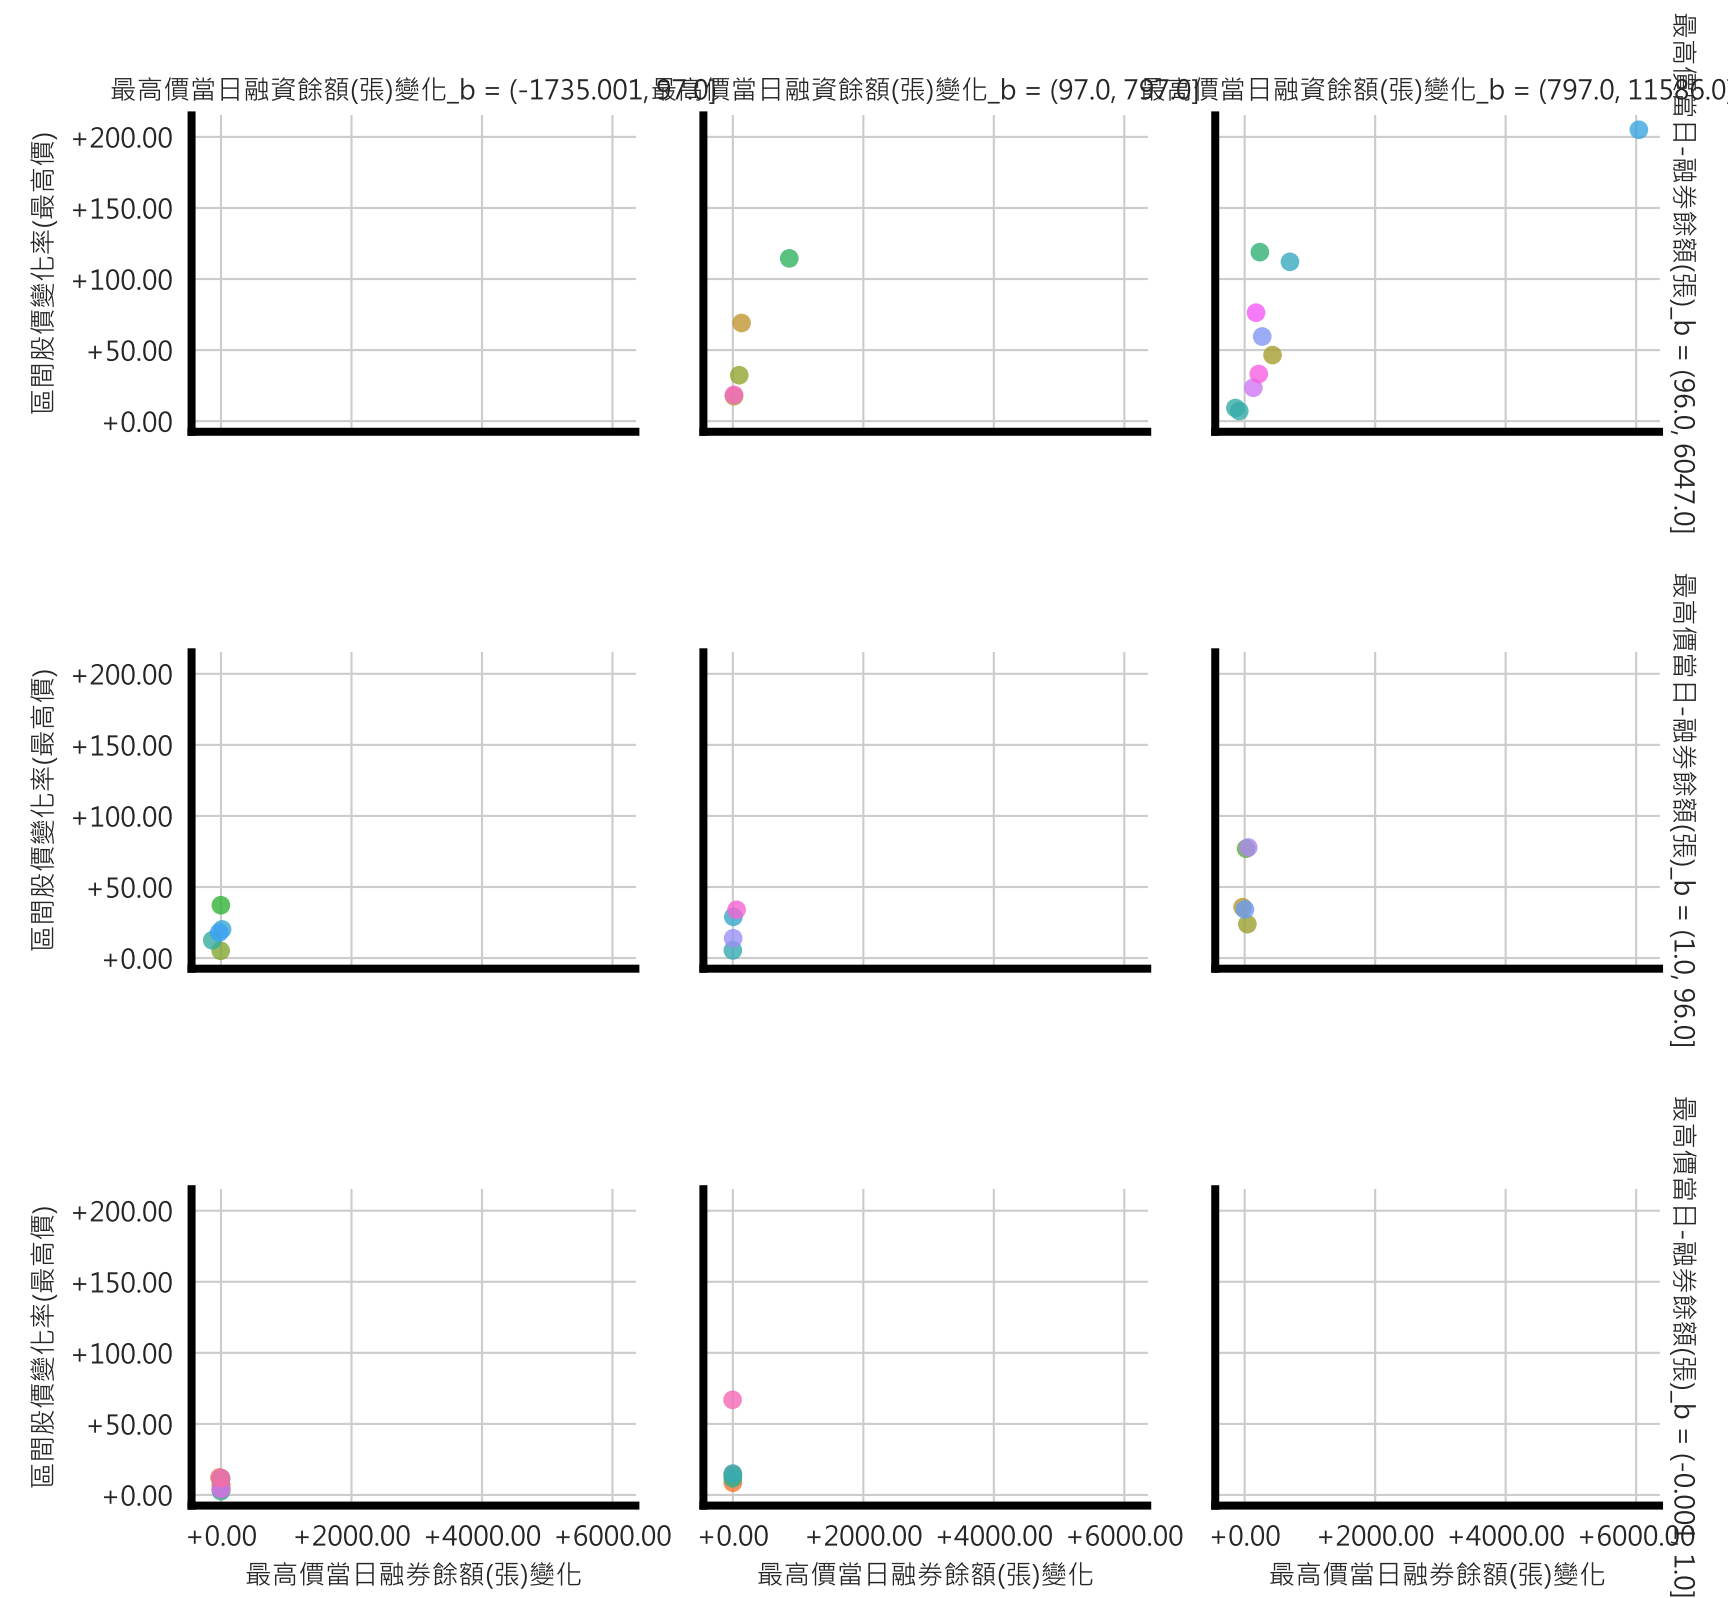 最高價當日融資餘額(張)變化_b = (-1735.001, 97.0]
最高價當日融資餘額(張)變化_b = (97.0, 797.0]
最高價當日融資餘額(張)變化_b = (797.0, 11586.0]
最高價當日-融券餘額(張)_b = (96.0, 6047.0]
區間股價變化率(最高價)
+200.00
+150.00
+100.00
+50.00
+0.00
最高價當日-融券餘額(張)_b = (1.0, 96.0]
區間股價變化率(最高價)
+200.00
+150.00
+100.00
+50.00
+0.00
最高價當日-融券餘額(張)_b = (-0.001, 1.0]
區間股價變化率(最高價)
+200.00
+150.00
+100.00
+50.00
+0.00
+0.00 +2000.00 +4000.00 +6000.00
+0.00 +2000.00 +4000.00 +6000.00
+0.00 +2000.00 +4000.00 +6000.00
最高價當日融券餘額(張)變化
最高價當日融券餘額(張)變化
最高價當日融券餘額(張)變化